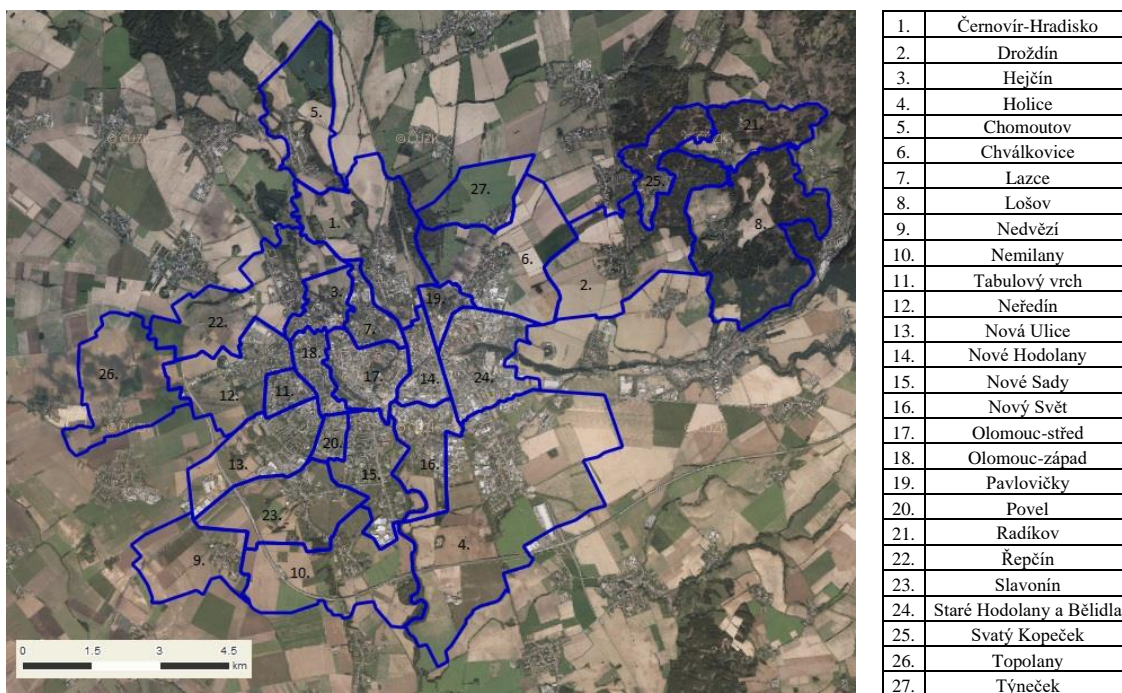 © ČÚZK
© ČÚZK
© ČÚZK
5.
21.
25.
27.
8.
1.
6.
2.
3.
19.
22.
7.
18.
17.
26.
12.
11.
14.
24.
20.
13.
15.
16.
23.
4.
9.
10.
0 1.5 3 4.5
km
1. Černovír-Hradisko
2. Droždín
3. Hejčín
4. Holice
5. Chomoutov
6. Chválkovice
7. Lazce
8. Lošov
9. Nedvězí
10. Nemilany
11. Tabulový vrch
12. Neředín
13. Nová Ulice
14. Nové Hodolany
15. Nové Sady
16. Nový Svět
17. Olomouc-střed
18. Olomouc-západ
19. Pavlovičky
20. Povel
21. Radíkov
22. Řepčín
23. Slavonín
24. Staré Hodolany a Bělidla
25. Svatý Kopeček
26. Topolany
27. Týneček